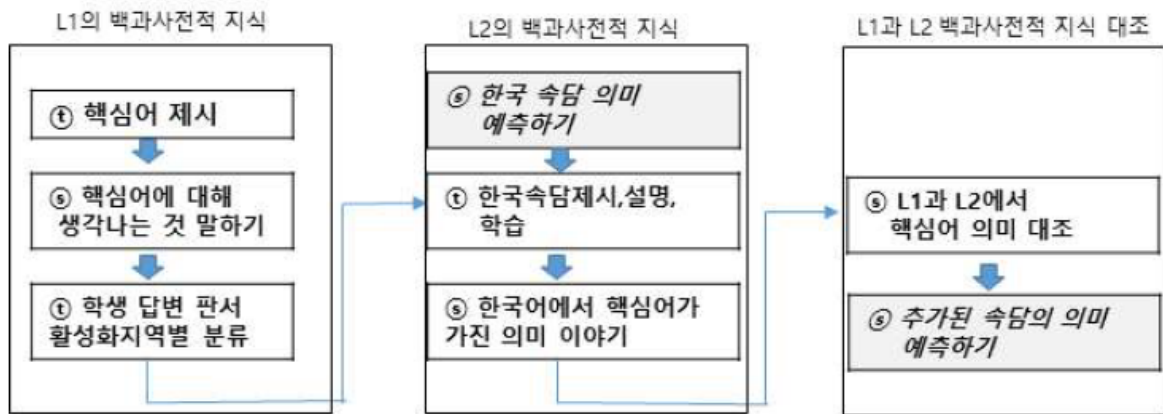 L1의 백과사전적 지식
ⓣ 핵심어 제시
ⓢ 핵심어에 대해
생각나는 것 말하기
ⓣ 학생 답변 판서
활성화지역별 분류
L2의 백과사전적 지식
ⓢ 한국 속담 의미
예측하기
ⓣ 한국속담제시,설명,
학습
ⓢ 한국어에서 핵심어가
가진 의미 이야기
L1과 L2 백과사전적 지식 대조
ⓢ L1과 L2에서
핵심어 의미 대조
ⓢ 추가된 속담의 의미
예측하기